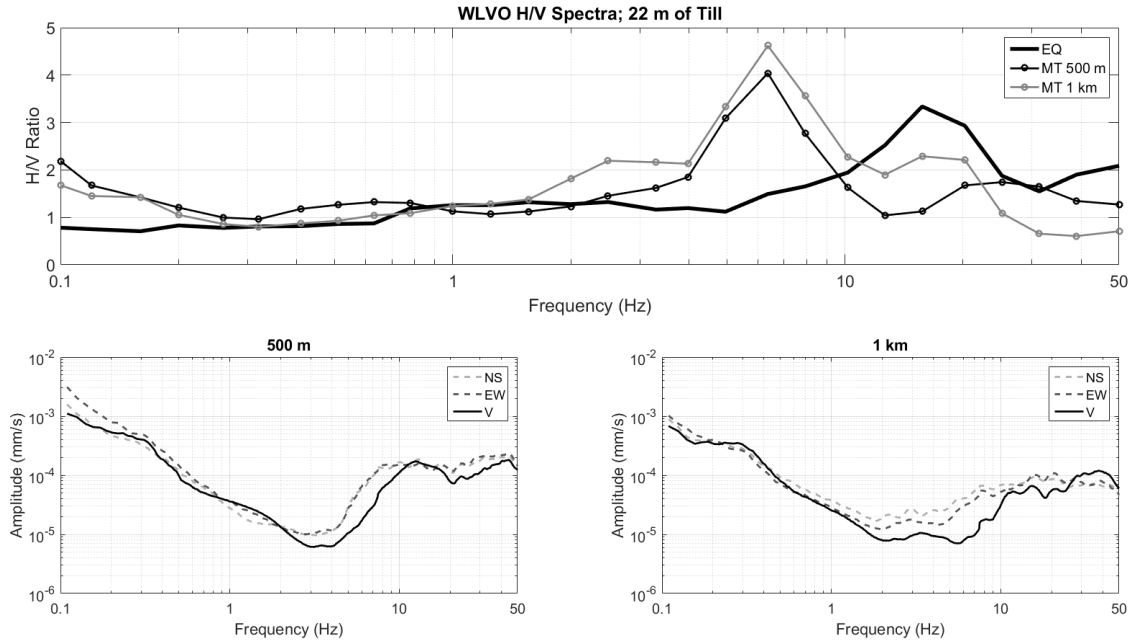 WLVO H/V Spectra; 22 m of Till
5
4
3
2
1
0
H/V Ratio
EQ
MT 500 m
MT 1 km
0.1
1
10
50
Frequency (Hz)
500 m
10⁻²
10⁻³
10⁻⁴
10⁻⁵
10⁻⁶
Amplitude (mm/s)
NS
EW
V
0.1
1
10
50
Frequency (Hz)
1 km
10⁻²
10⁻³
10⁻⁴
10⁻⁵
10⁻⁶
Amplitude (mm/s)
NS
EW
V
0.1
1
10
50
Frequency (Hz)